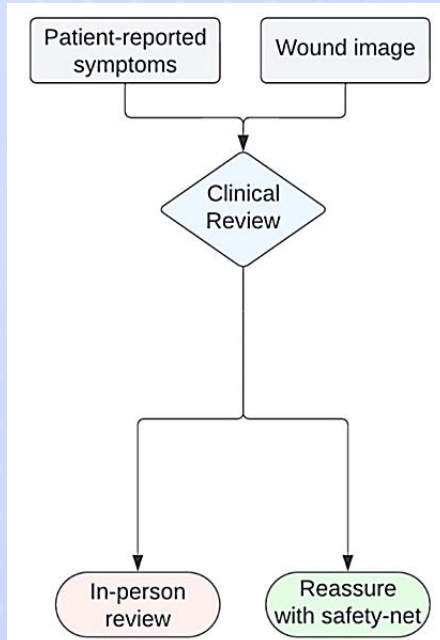 Patient-reported
symptoms
Wound image
Clinical
Review
In-person
review
Reassure
with safety-net